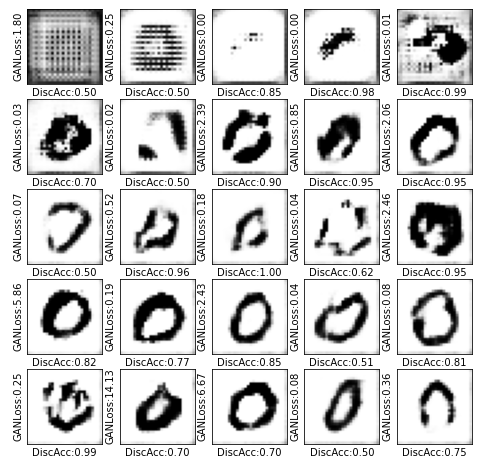 GANLoss:1.80 GANLoss:0.25 GANLoss:0.00 GANLoss:0.00 GANLoss:0.01
DiscAcc:0.50 DiscAcc:0.50 DiscAcc:0.85 DiscAcc:0.98 DiscAcc:0.99
GANLoss:0.03 GANLoss:0.02 GANLoss:2.39 GANLoss:0.85 GANLoss:2.06
DiscAcc:0.70 DiscAcc:0.50 DiscAcc:0.90 DiscAcc:0.95 DiscAcc:0.95
GANLoss:0.07 GANLoss:0.52 GANLoss:0.18 GANLoss:0.04 GANLoss:2.46
DiscAcc:0.50 DiscAcc:0.96 DiscAcc:1.00 DiscAcc:0.62 DiscAcc:0.95
GANLoss:5.86 GANLoss:0.19 GANLoss:2.43 GANLoss:0.04 GANLoss:0.08
DiscAcc:0.82 DiscAcc:0.77 DiscAcc:0.85 DiscAcc:0.51 DiscAcc:0.81
GANLoss:0.25 GANLoss:14.13 GANLoss:6.67 GANLoss:0.08 GANLoss:0.36
DiscAcc:0.99 DiscAcc:0.70 DiscAcc:0.70 DiscAcc:0.50 DiscAcc:0.75